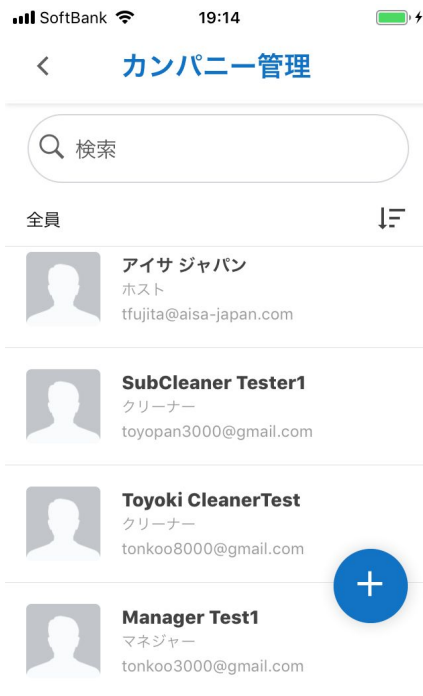 SoftBank 19:14
カンパニー管理
検索
全員
アイサ ジャパン
ホスト
tfujita@aisa-japan.com
SubCleaner Tester1
クリーナー
toyopan3000@gmail.com
Toyoki CleanerTest
クリーナー
tonkoo8000@gmail.com
Manager Test1
マネジャー
tonkoo3000@gmail.com